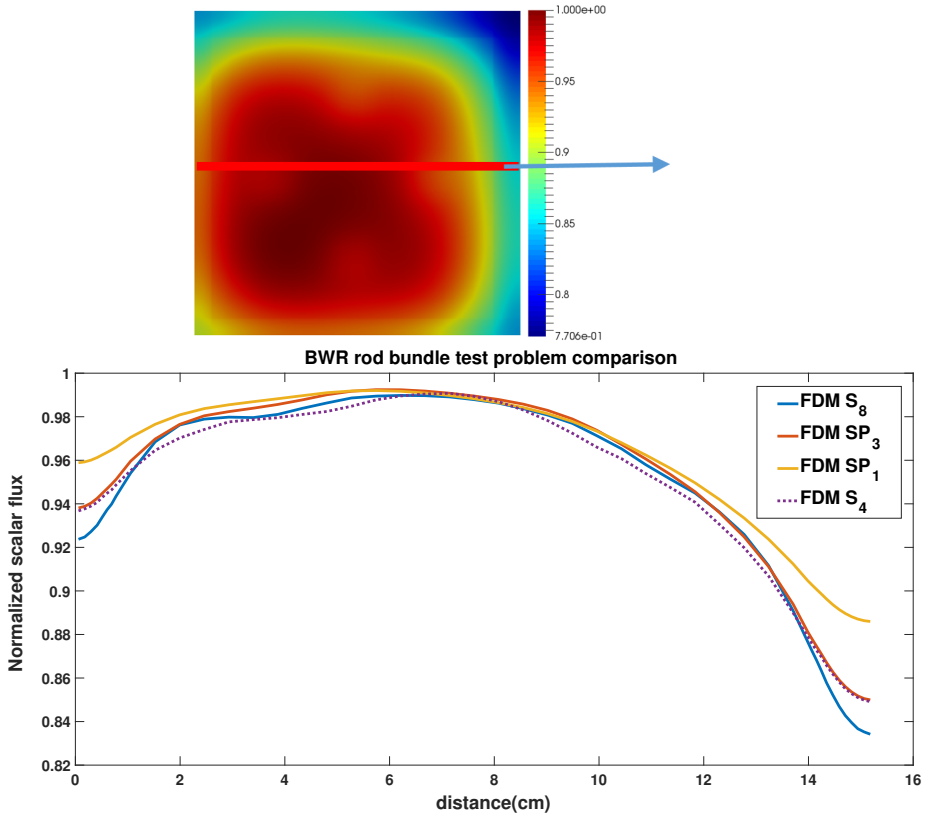 1.000e+00
0.95
0.9
0.85
0.8
7.706e-01
BWR rod bundle test problem comparison
1
0.98
0.96
0.94
0.92
0.9
0.88
0.86
0.84
0.82
Normalized scalar flux
FDM S8
FDM SP3
FDM SP1
FDM S4
0 2 4 6 8 10 12 14 16
distance(cm)